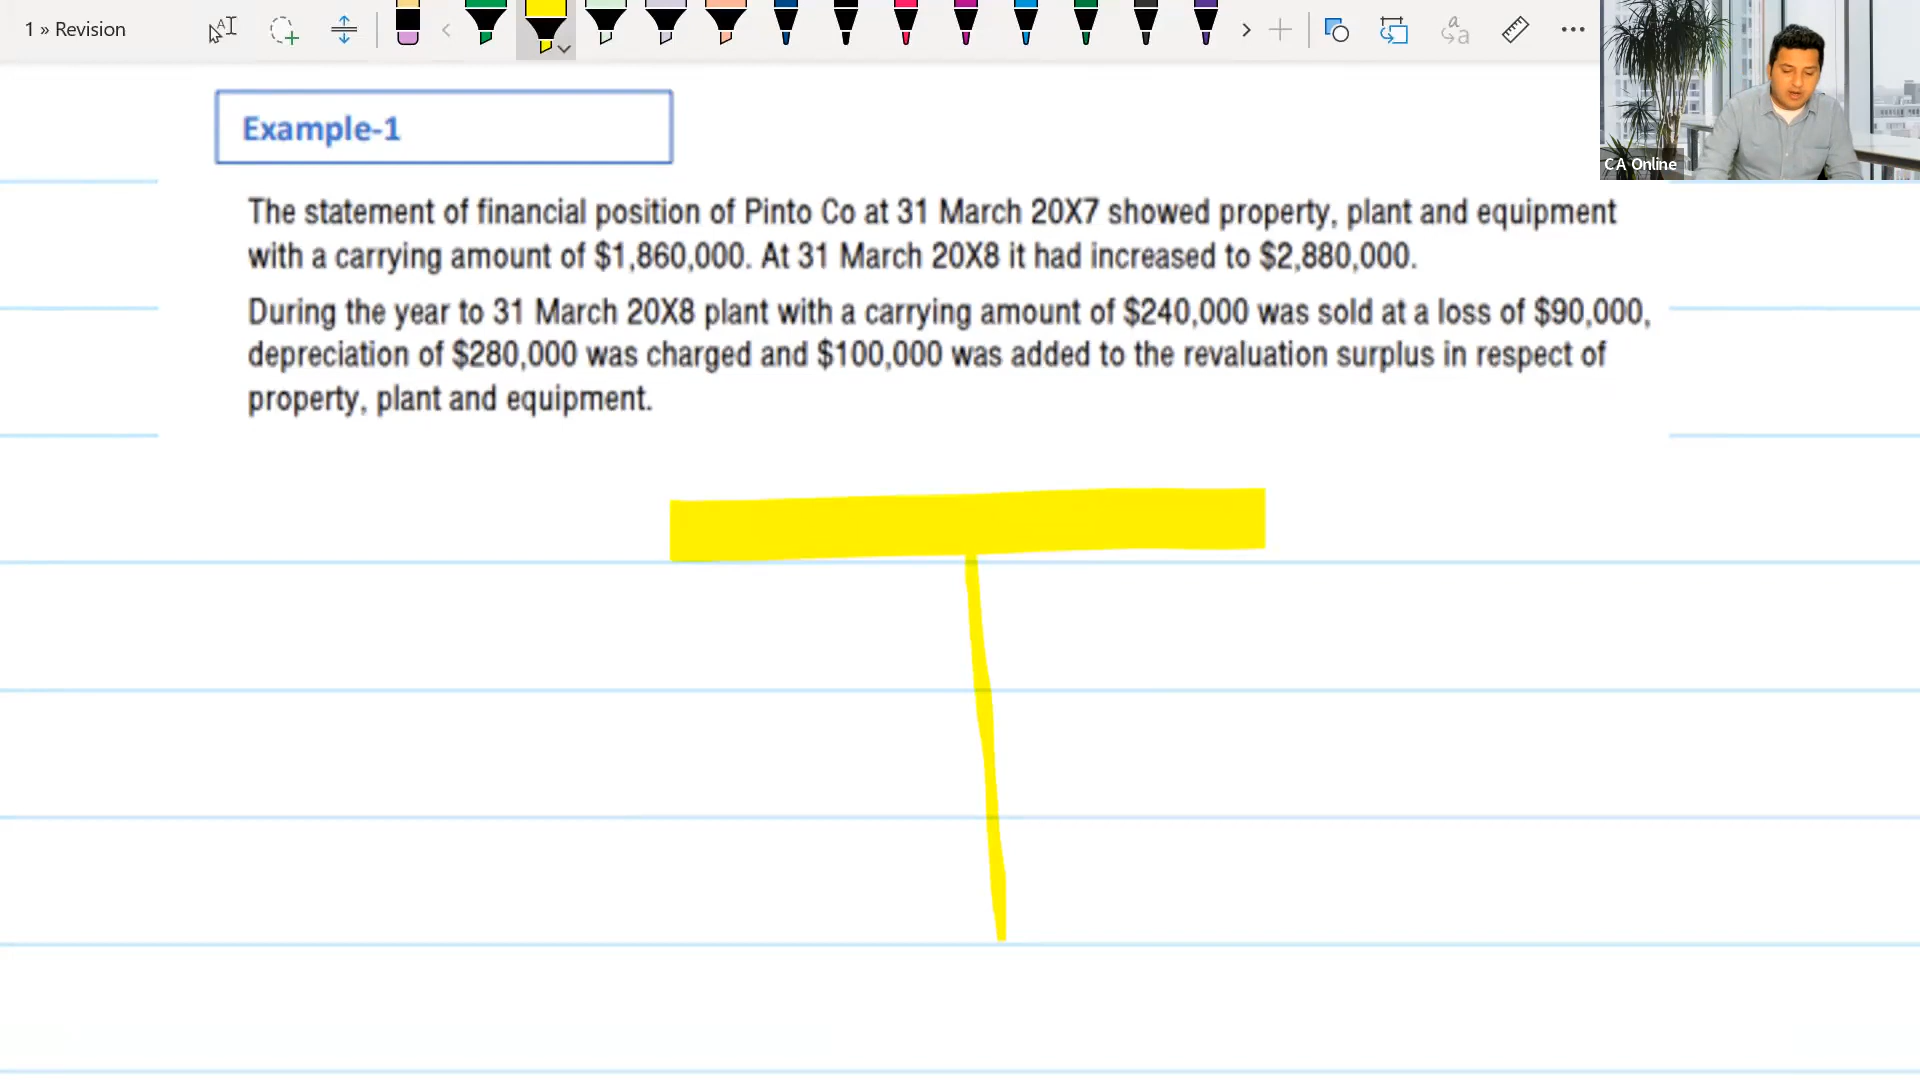 1 » Revision
Example-1
C A Online
The statement of financial position of Pinto Co at 31 March 20X7 showed property, plant and equipment
with a carrying amount of $1,860,000. At 31 March 20X8 it had increased to $2,880,000.
During the year to 31 March 20X8 plant with a carrying amount of $240,000 was sold at a loss of $90,000,
depreciation of $280,000 was charged and $100,000 was added to the revaluation surplus in respect of
property, plant and equipment.